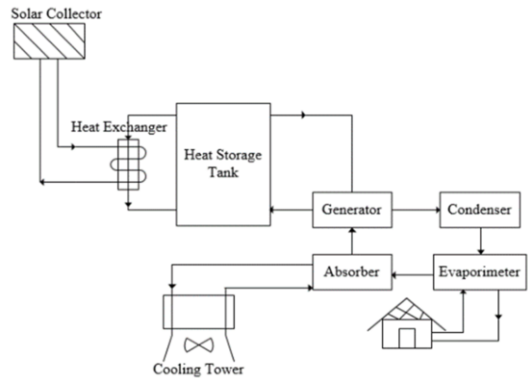 Solar Collector
Heat Exchanger
Heat Storage
Tank
Generator
Condenser
Absorber
Evaporimeter
Cooling Tower